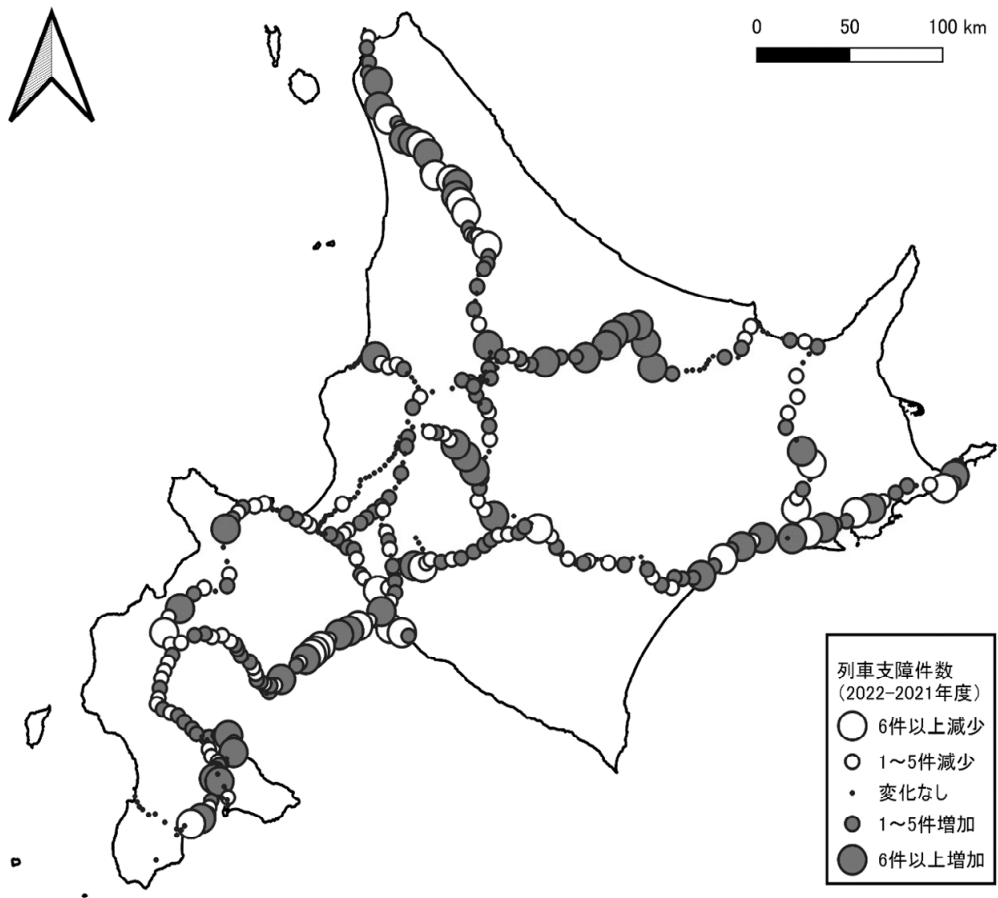 0 50 100 km
列車支障件数
(2022-2021年度)
6件以上減少
1～5件減少
変化なし
1～5件増加
6件以上増加